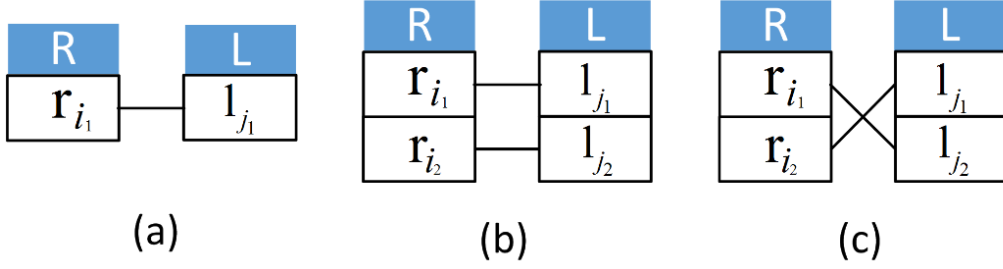 R L
r_{i_1} l_{j_1}
(a)
R L
r_{i_1} l_{j_1}
r_{i_2} l_{j_2}
(b)
R L
r_{i_1} l_{j_1}
r_{i_2} l_{j_2}
(c)